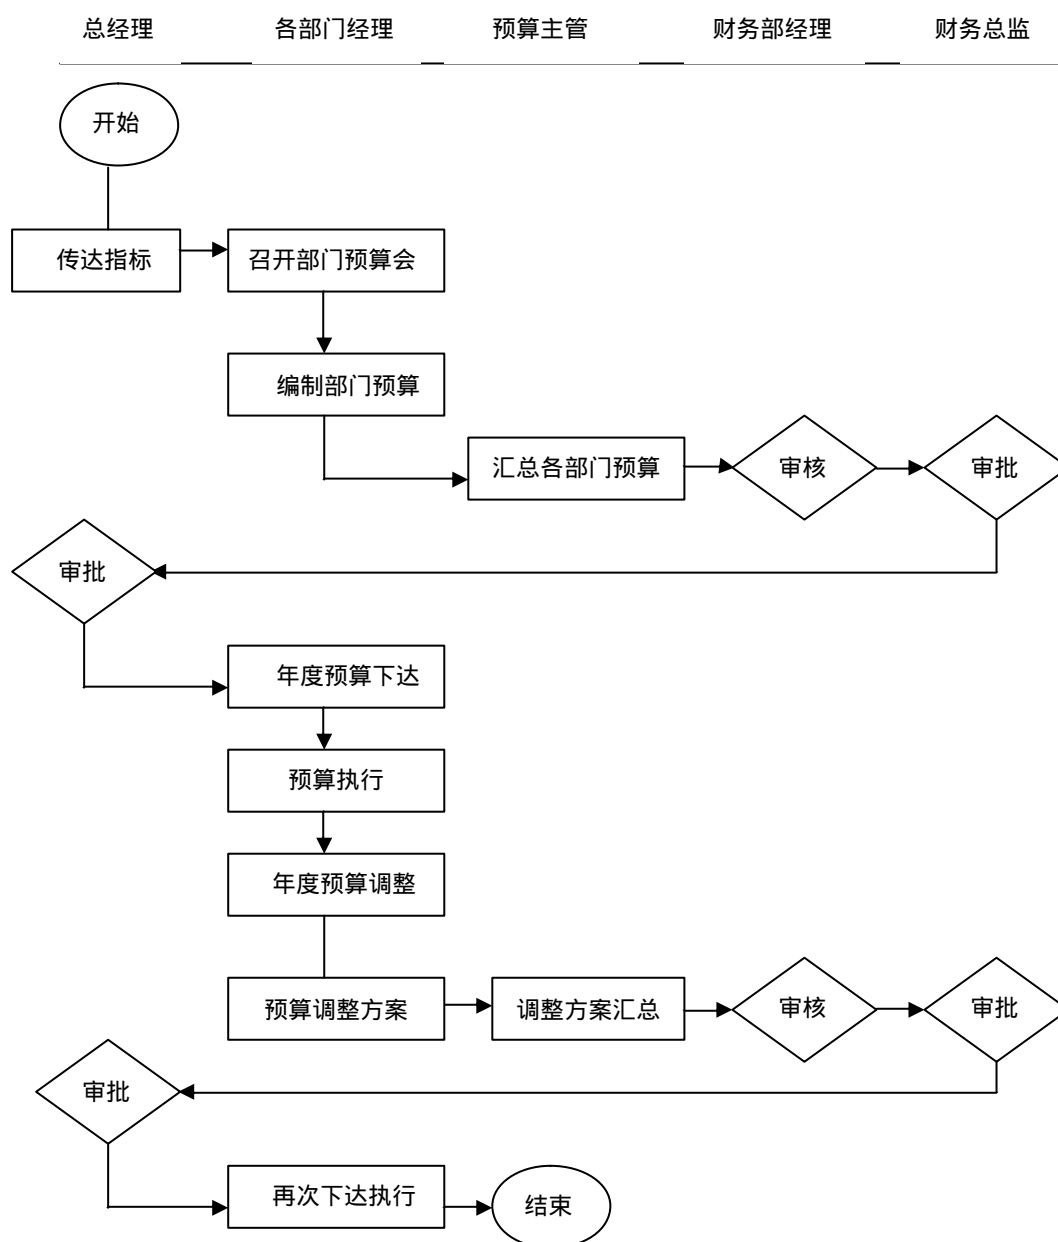 总经理 各部门经理 预算主管 财务部经理 财务总监
开始
传达指标 召开部门预算会
编制部门预算
汇总各部门预算 审核 审批
审批
年度预算下达
预算执行
年度预算调整
预算调整方案 调整方案汇总 审核 审批
审批
再次下达执行 结束